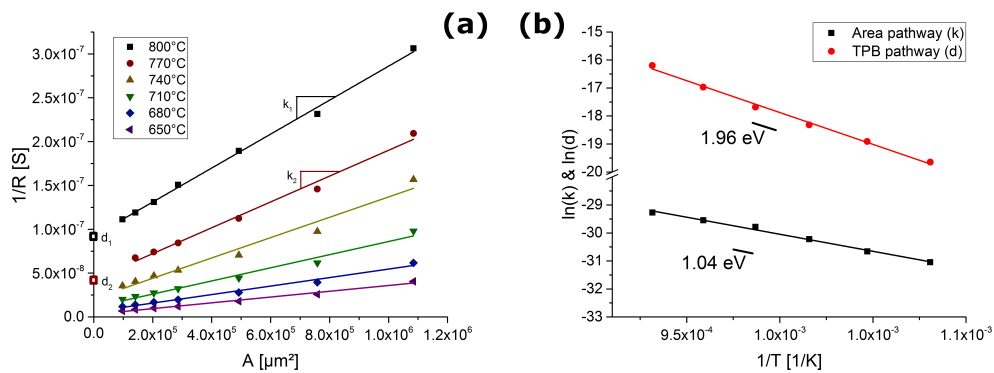 (a)
1/R [S]
3.0x10⁻⁷
2.5x10⁻⁷
2.0x10⁻⁷
1.5x10⁻⁷
1.0x10⁻⁷
5.0x10⁻⁸
0.0
800°C
770°C
740°C
710°C
680°C
650°C
k₁
k₂
d₁
d₂
0.0
2.0x10⁵
4.0x10⁵
6.0x10⁵
8.0x10⁵
1.0x10⁶
1.2x10⁶
A [µm²]
(b)
ln(k) & ln(d)
-15
-16
-17
-18
-19
-20
-29
-30
-31
-32
-33
Area pathway (k)
TPB pathway (d)
1.96 eV
1.04 eV
9.5x10⁻⁴
1.0x10⁻³
1.0x10⁻³
1.1x10⁻³
1/T [1/K]